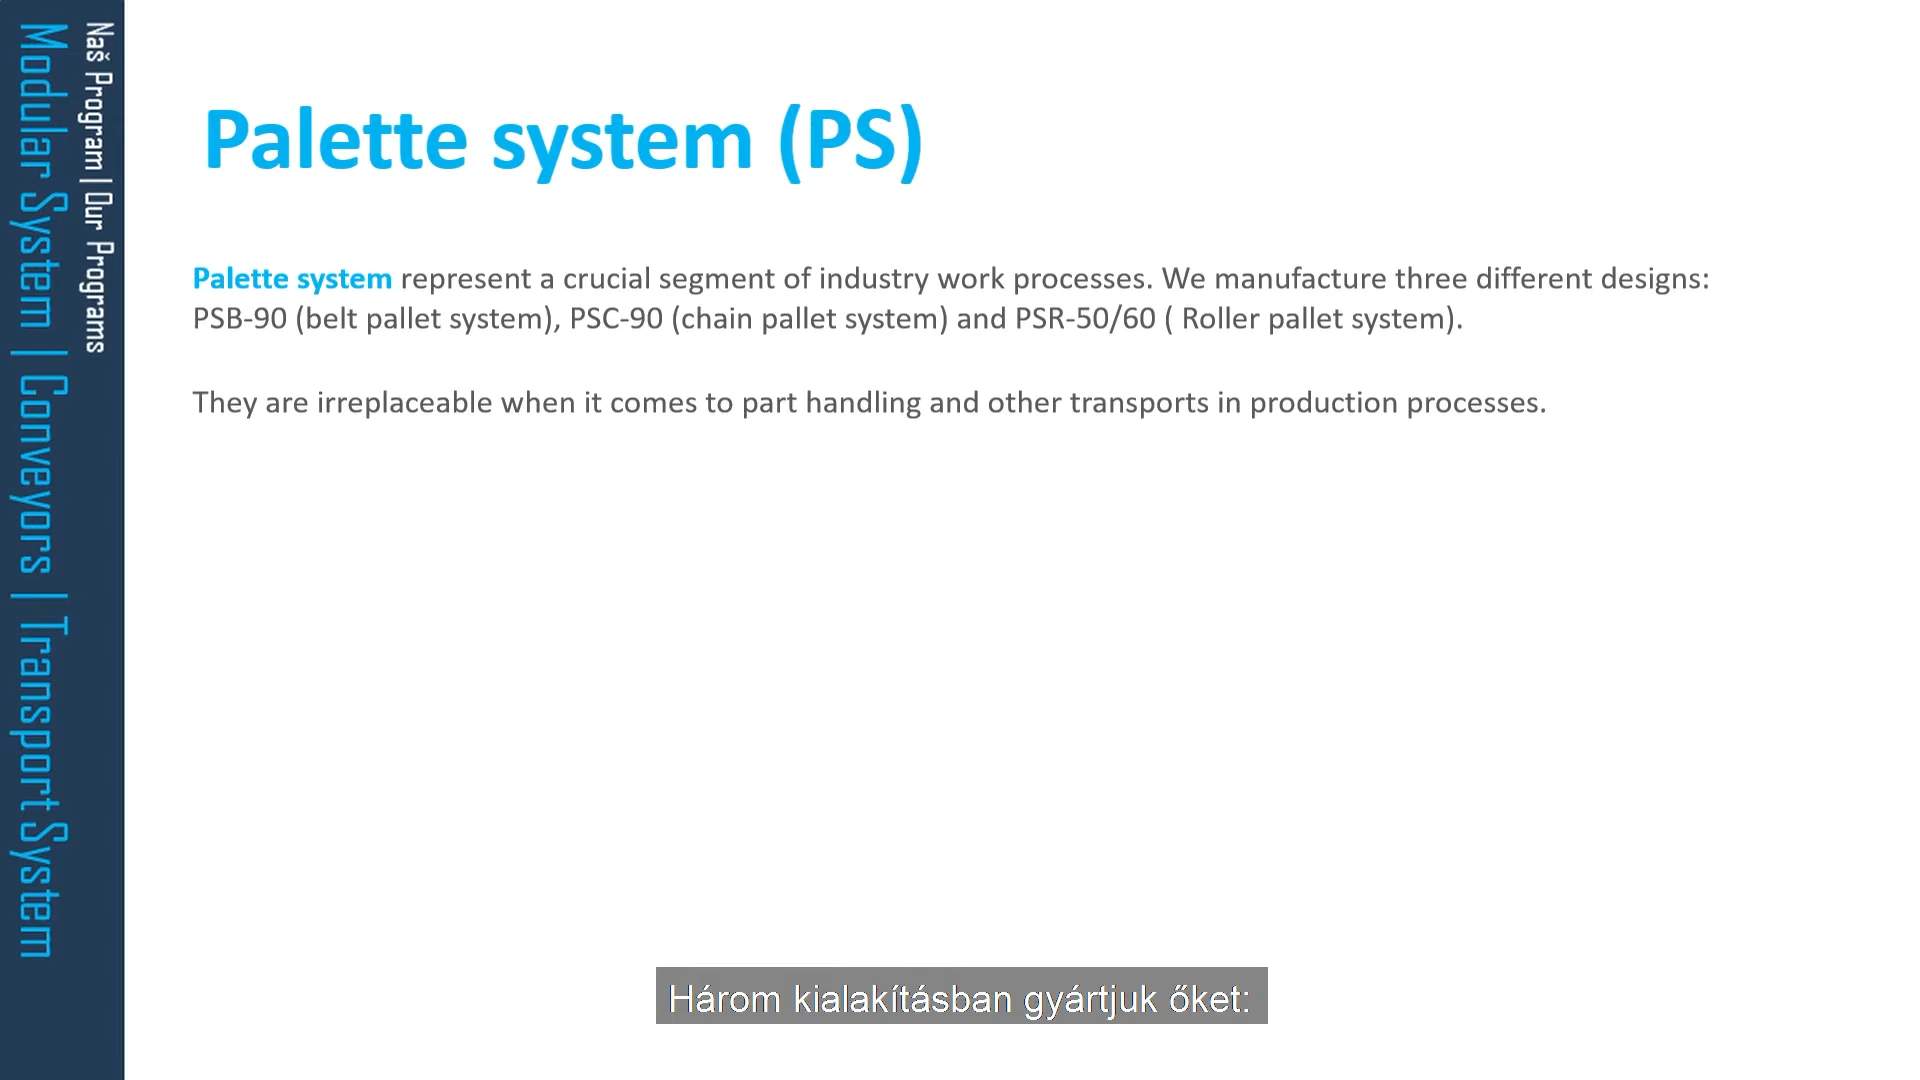 Naš Program | Our Programs
Modular System | Conveyors | Transport System
Palette system (PS)
Palette system represent a crucial segment of industry work processes. We manufacture three different designs:
PSB-90 (belt pallet system), PSC-90 (chain pallet system) and PSR-50/60 ( Roller pallet system).
They are irreplaceable when it comes to part handling and other transports in production processes.
Három kialakításban gyártjuk őket: